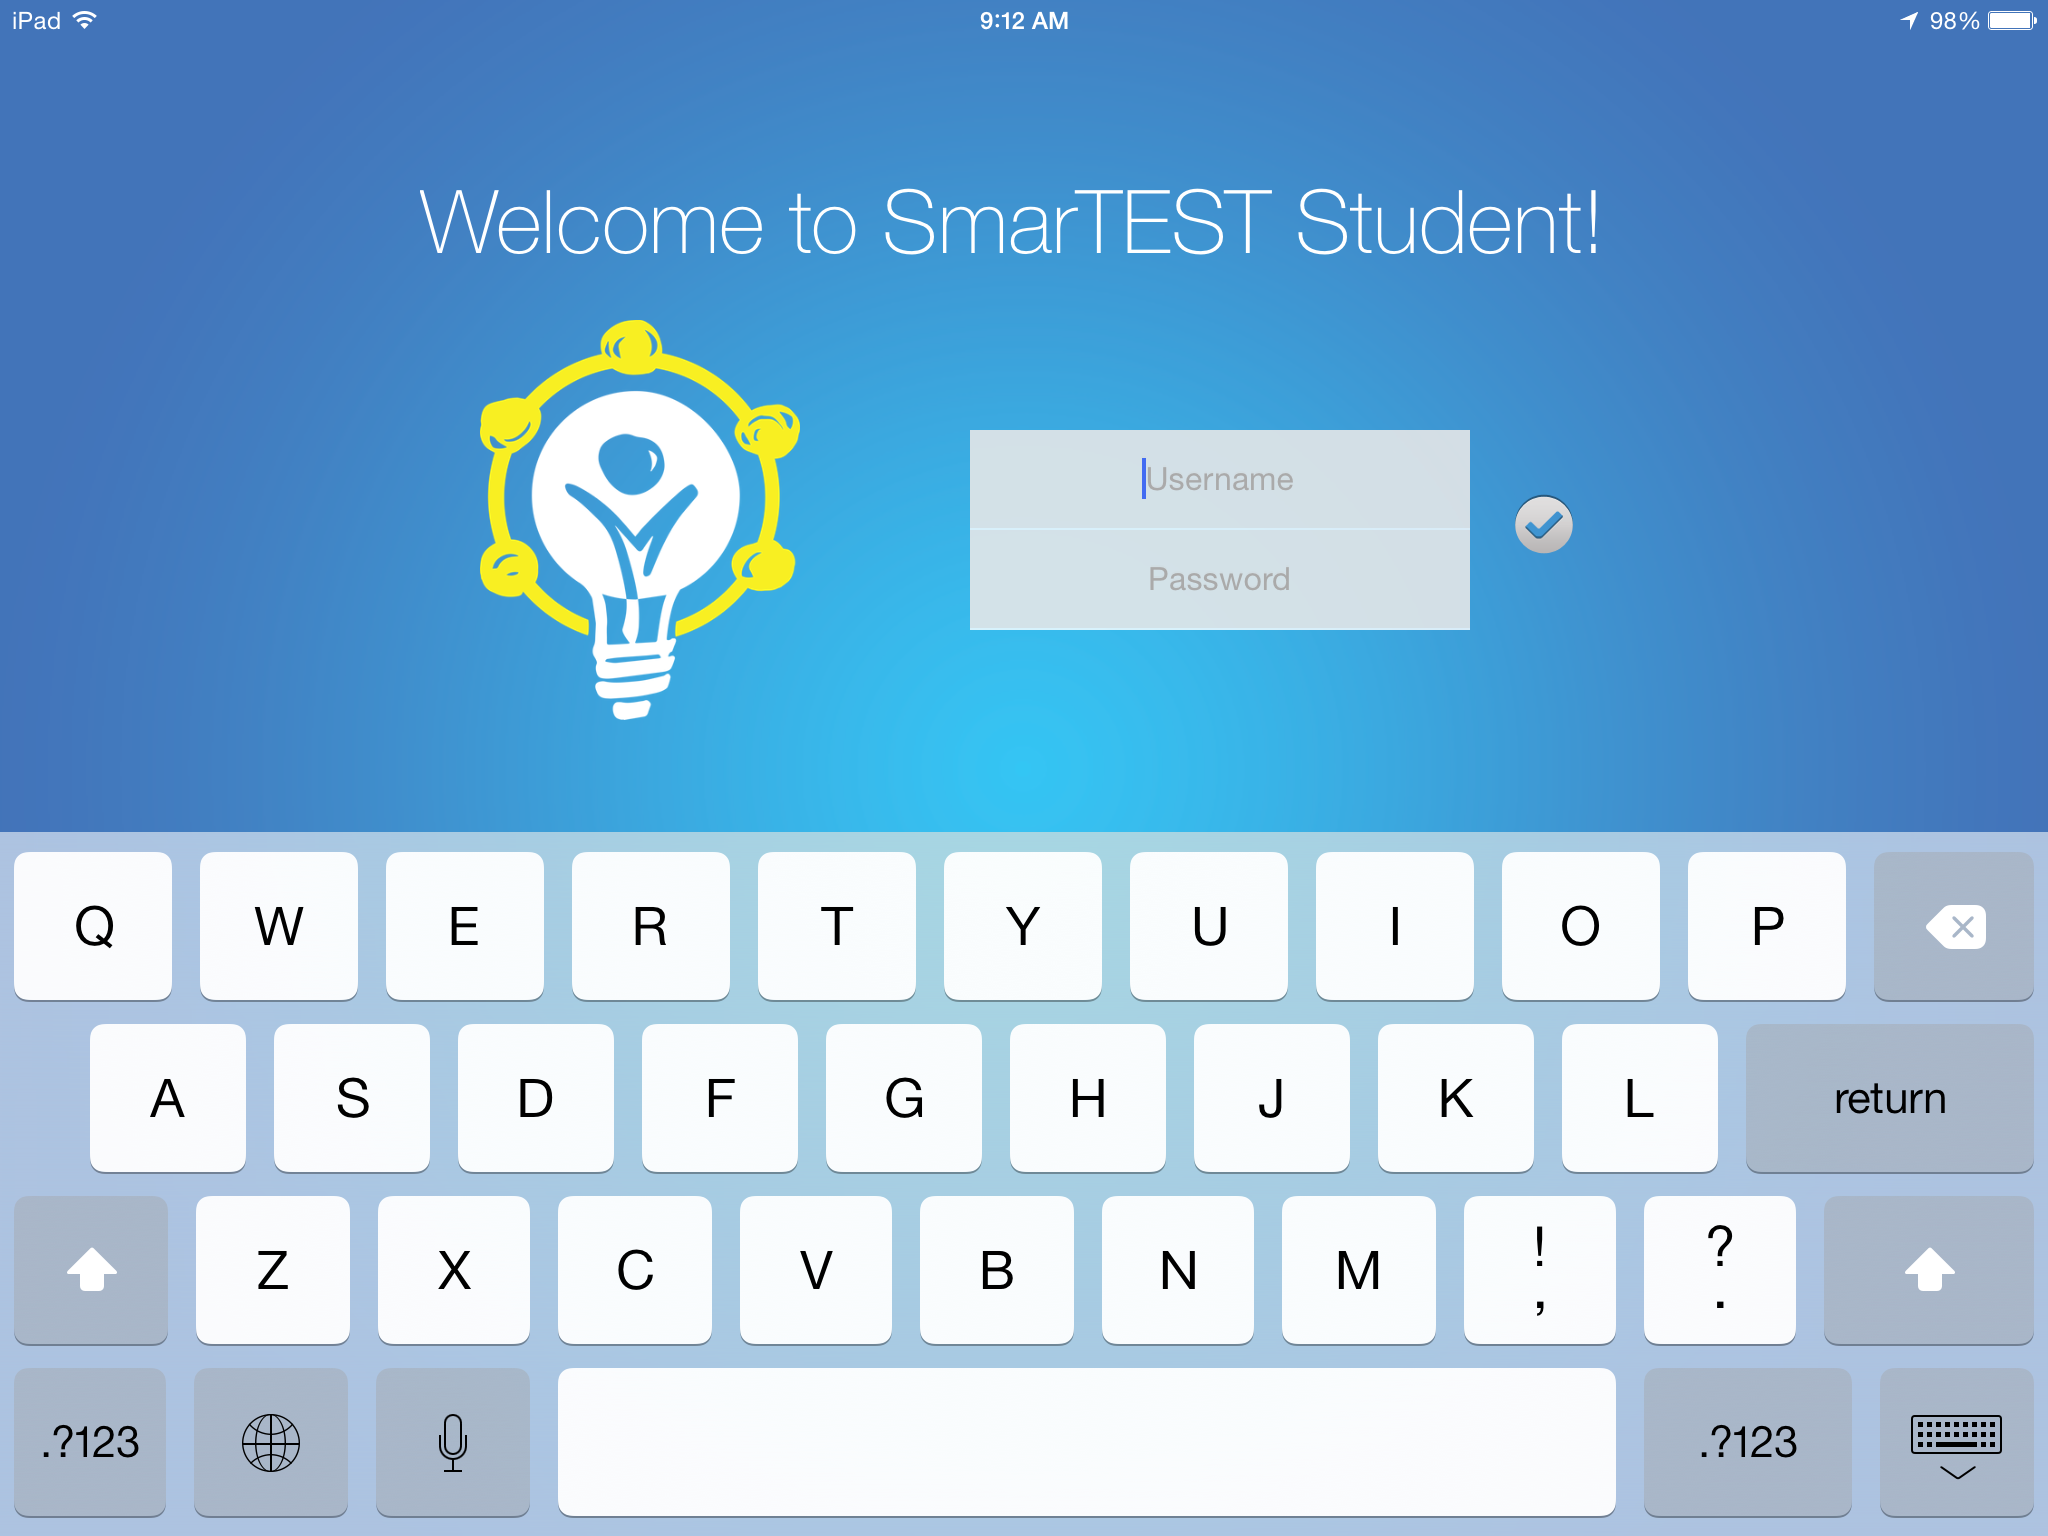 iPad 9:12 AM 98%
Welcome to SmarTEST Student!
Username
Password
Q W E R T Y U I O P
A S D F G H J K L return
Z X C V B N M ! , ? .
.?123 .?123